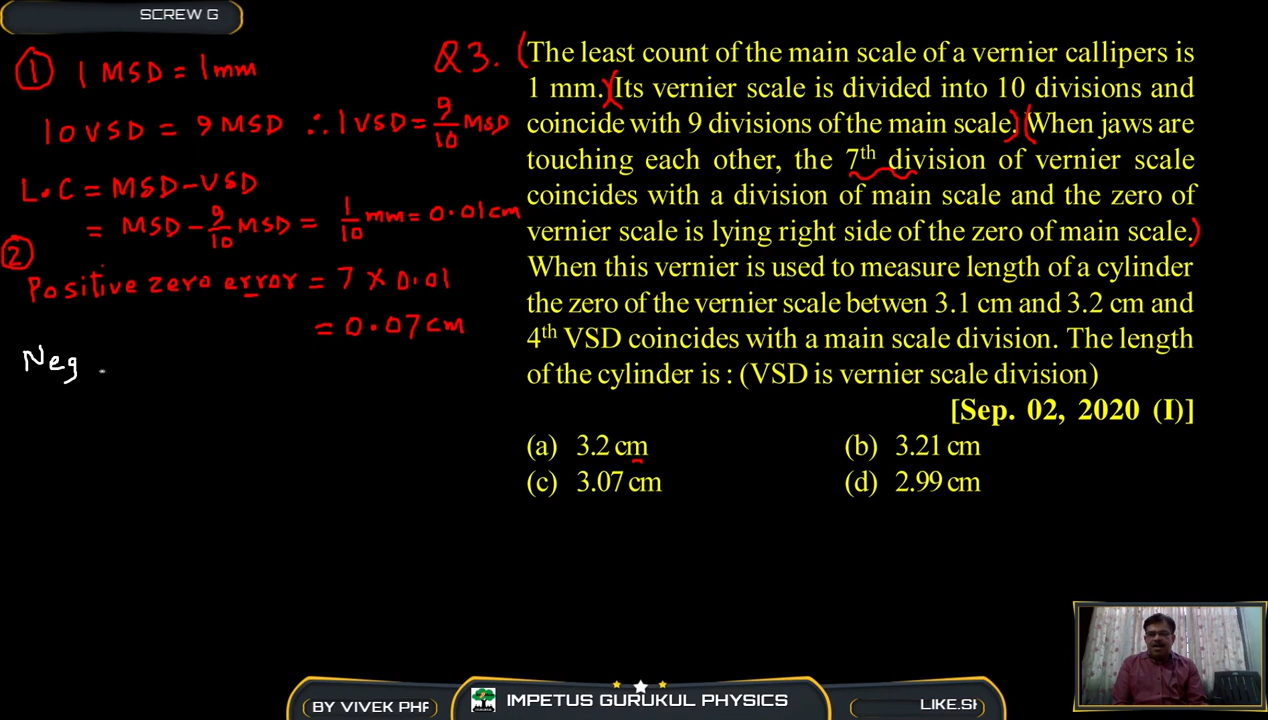 SCREW G
① 1 MSD = 1mm
10 VSD = 9 MSD ∴ 1 VSD = 9/10 MSD
L.C = MSD - VSD
= MSD - 9/10 MSD = 1/10 mm = 0.01cm
② Positive zero error = 7 × 0.01
= 0.07cm
Neg
Q 3. (The least count of the main scale of a vernier callipers is
1 mm.)(Its vernier scale is divided into 10 divisions and
coincide with 9 divisions of the main scale.) (When jaws are
touching each other, the 7th division of vernier scale
coincides with a division of main scale and the zero of
vernier scale is lying right side of the zero of main scale.)
When this vernier is used to measure length of a cylinder
the zero of the vernier scale betwen 3.1 cm and 3.2 cm and
4th VSD coincides with a main scale division. The length
of the cylinder is : (VSD is vernier scale division)
[Sep. 02, 2020 (I)]
(a) 3.2 cm (b) 3.21 cm
(c) 3.07 cm (d) 2.99 cm
BY VIVEK PHF IMPETUS GURUKUL PHYSICS LIKE.SH